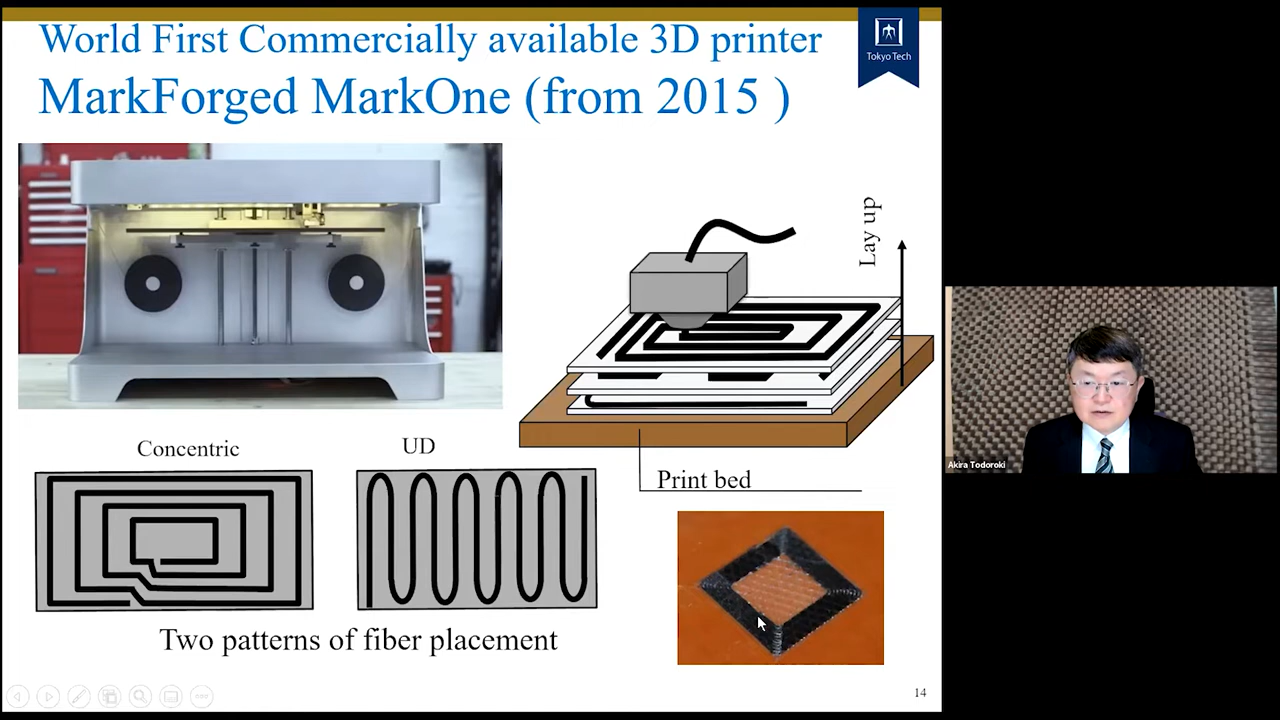 World First Commercially available 3D printer
MarkForged MarkOne (from 2015 )
Tokyo Tech
Lay up
Concentric
UD
Print bed
Two patterns of fiber placement
14
Akira Todoroki